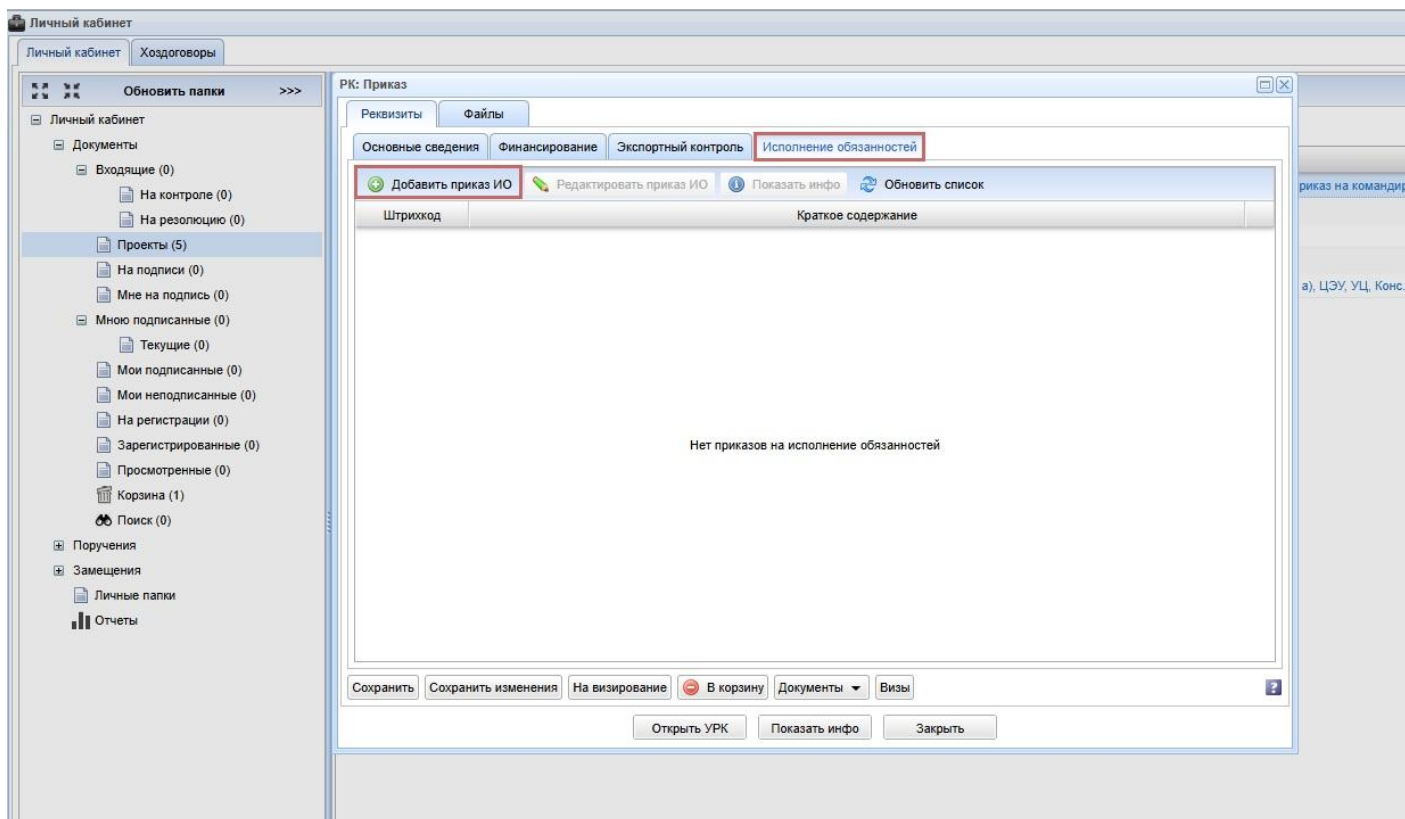 Личный кабинет
Личный кабинет Хоздоговоры
Обновить папки >>>
Личный кабинет
Документы
Входящие (0)
На контроле (0)
На резолюцию (0)
Проекты (5)
На подписи (0)
Мне на подпись (0)
Мною подписанные (0)
Текущие (0)
Мои подписанные (0)
Мои неподписанные (0)
На регистрации (0)
Зарегистрированные (0)
Просмотренные (0)
Корзина (1)
Поиск (0)
Поручения
Замещения
Личные папки
Отчеты
РК: Приказ
Реквизиты Файлы
Основные сведения Финансирование Экспортный контроль Исполнение обязанностей
Добавить приказ ИО Редактировать приказ ИО Показать инфо Обновить список
Штрихкод Краткое содержание
Нет приказов на исполнение обязанностей
Сохранить Сохранить изменения На визирование В корзину Документы Визы ?
Открыть УРК Показать инфо Закрыть
риказ на командир
а), ЦЭУ, УЦ, Конс.